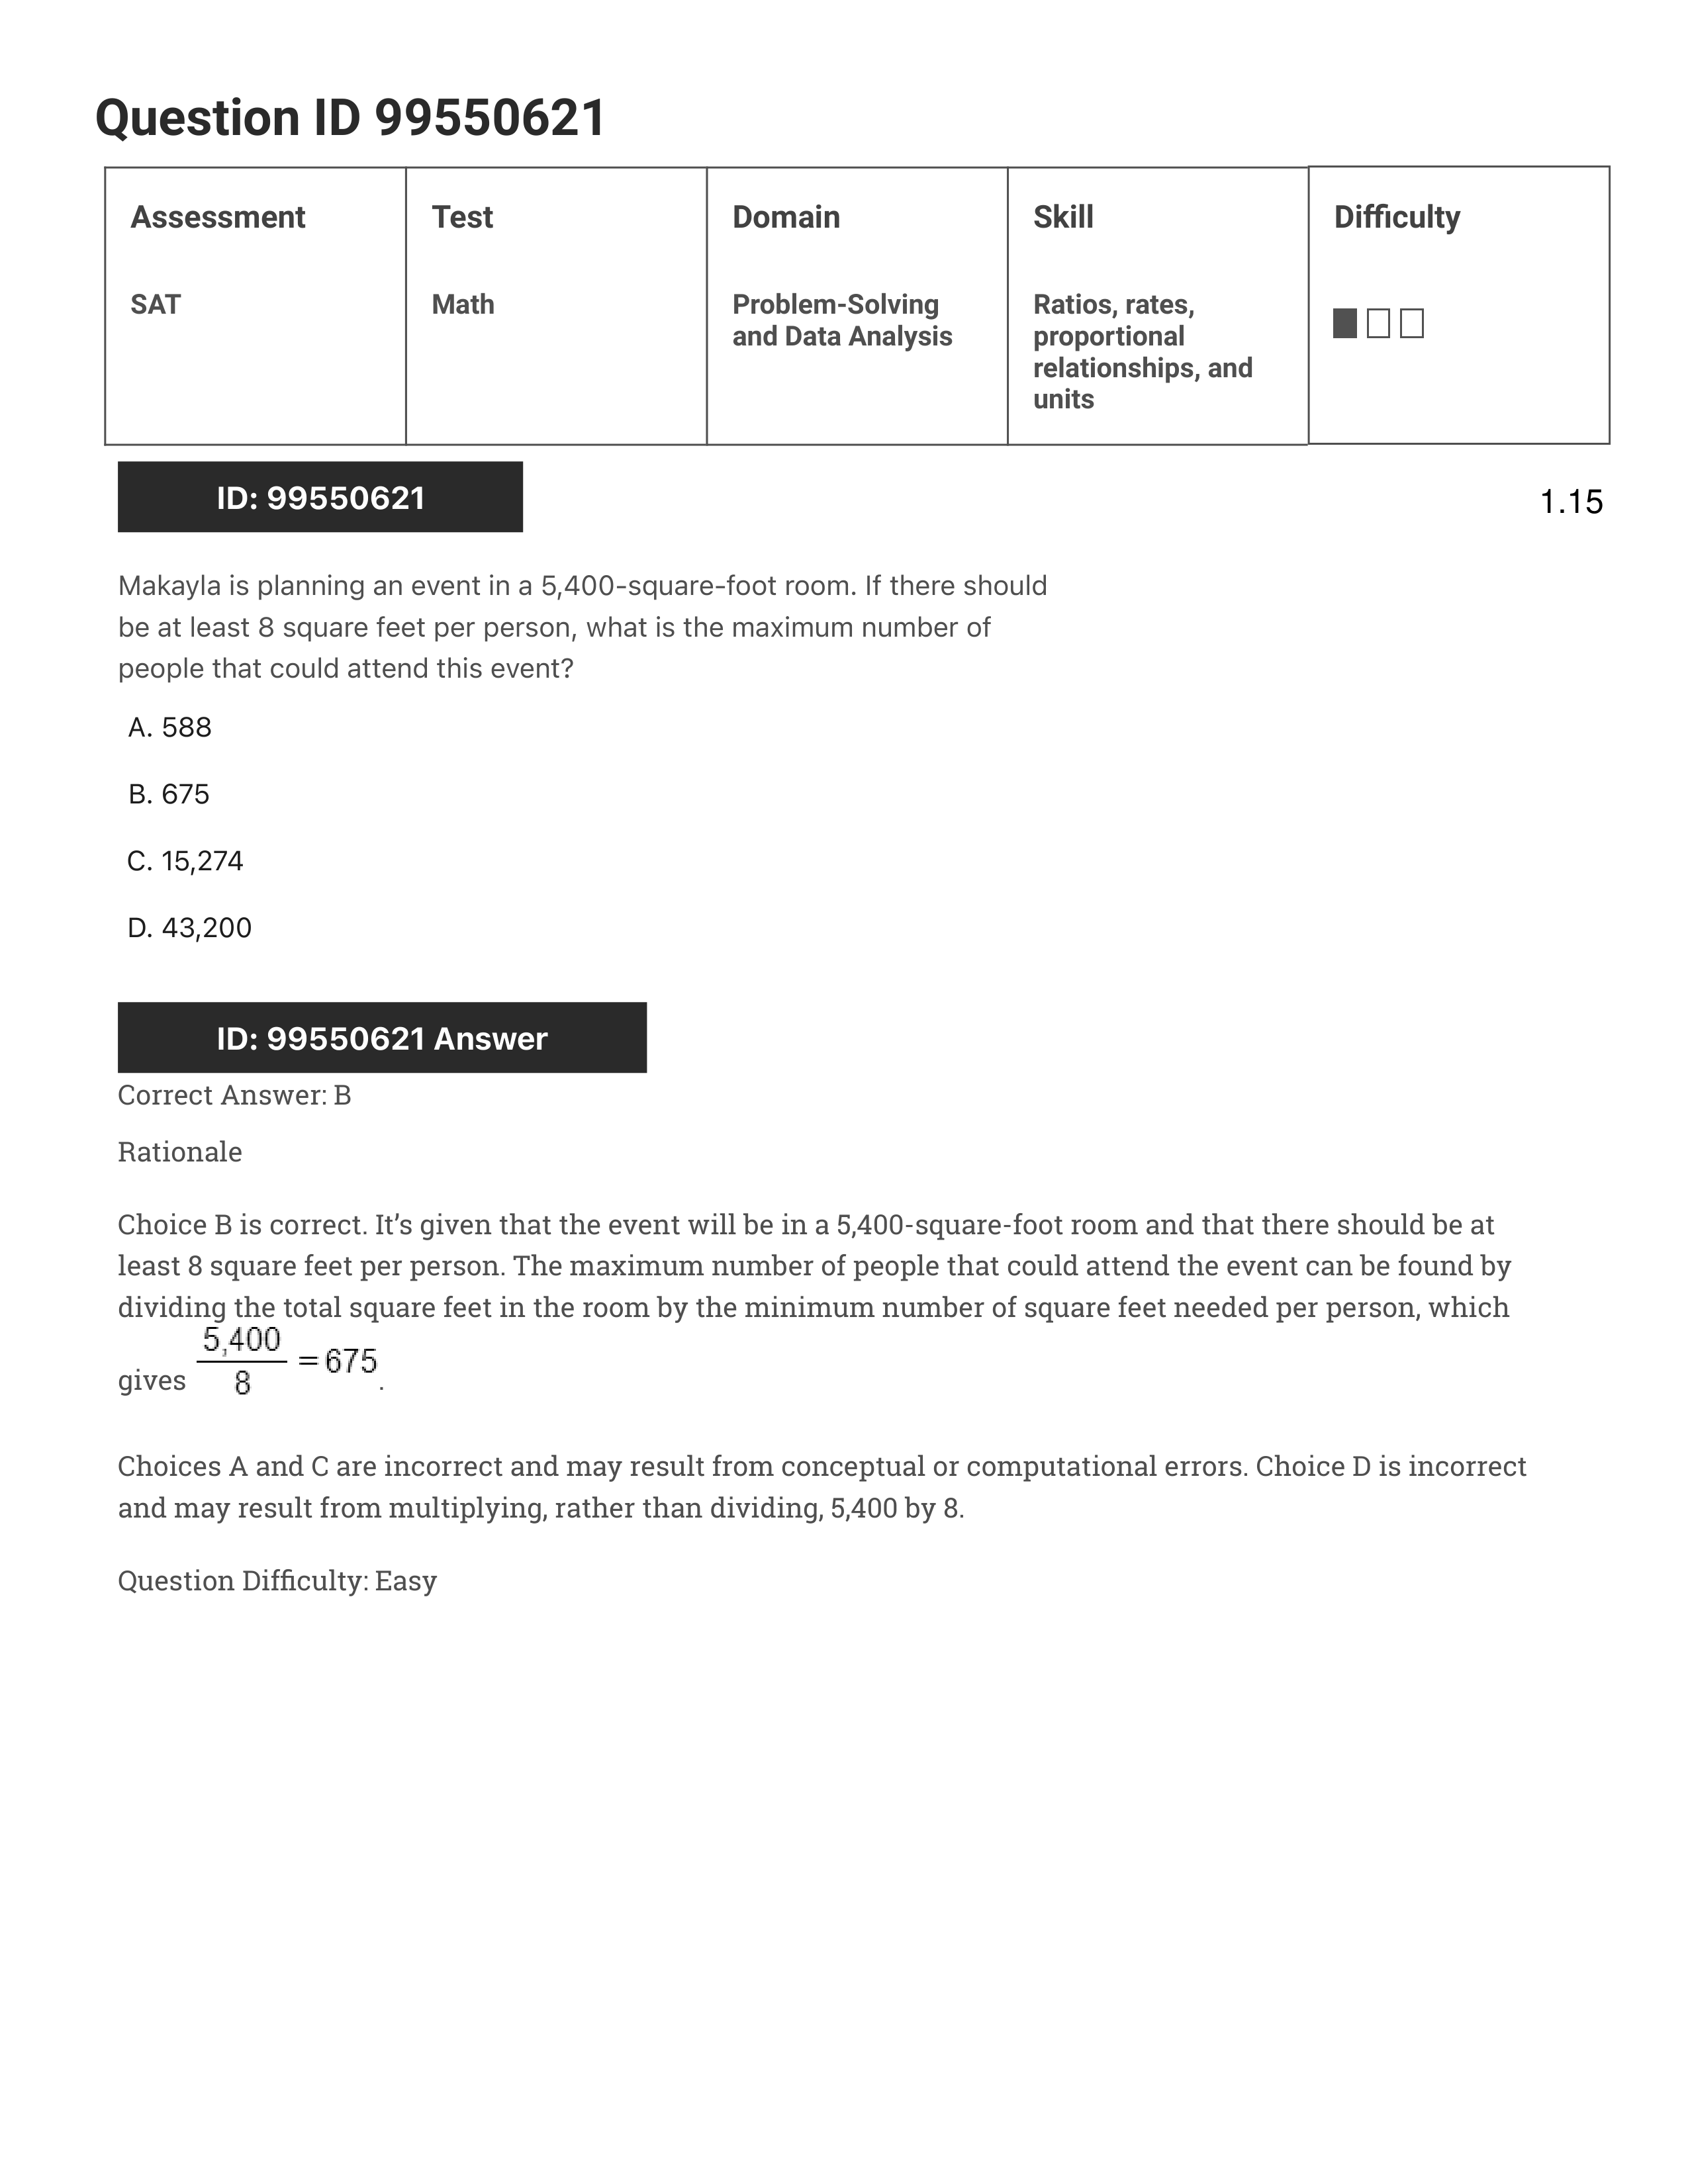 Question ID 99550621
Assessment
Test
Domain
Skill
Difficulty
SAT
Math
Problem-Solving
and Data Analysis
Ratios, rates,
proportional
relationships, and
units
ID: 99550621
1.15
Makayla is planning an event in a 5,400-square-foot room. If there should
be at least 8 square feet per person, what is the maximum number of
people that could attend this event?
A. 588
B. 675
C. 15,274
D. 43,200
ID: 99550621 Answer
Correct Answer: B
Rationale
Choice B is correct. It’s given that the event will be in a 5,400-square-foot room and that there should be at
least 8 square feet per person. The maximum number of people that could attend the event can be found by
dividing the total square feet in the room by the minimum number of square feet needed per person, which
gives 5,400/8 = 675.
Choices A and C are incorrect and may result from conceptual or computational errors. Choice D is incorrect
and may result from multiplying, rather than dividing, 5,400 by 8.
Question Difficulty: Easy